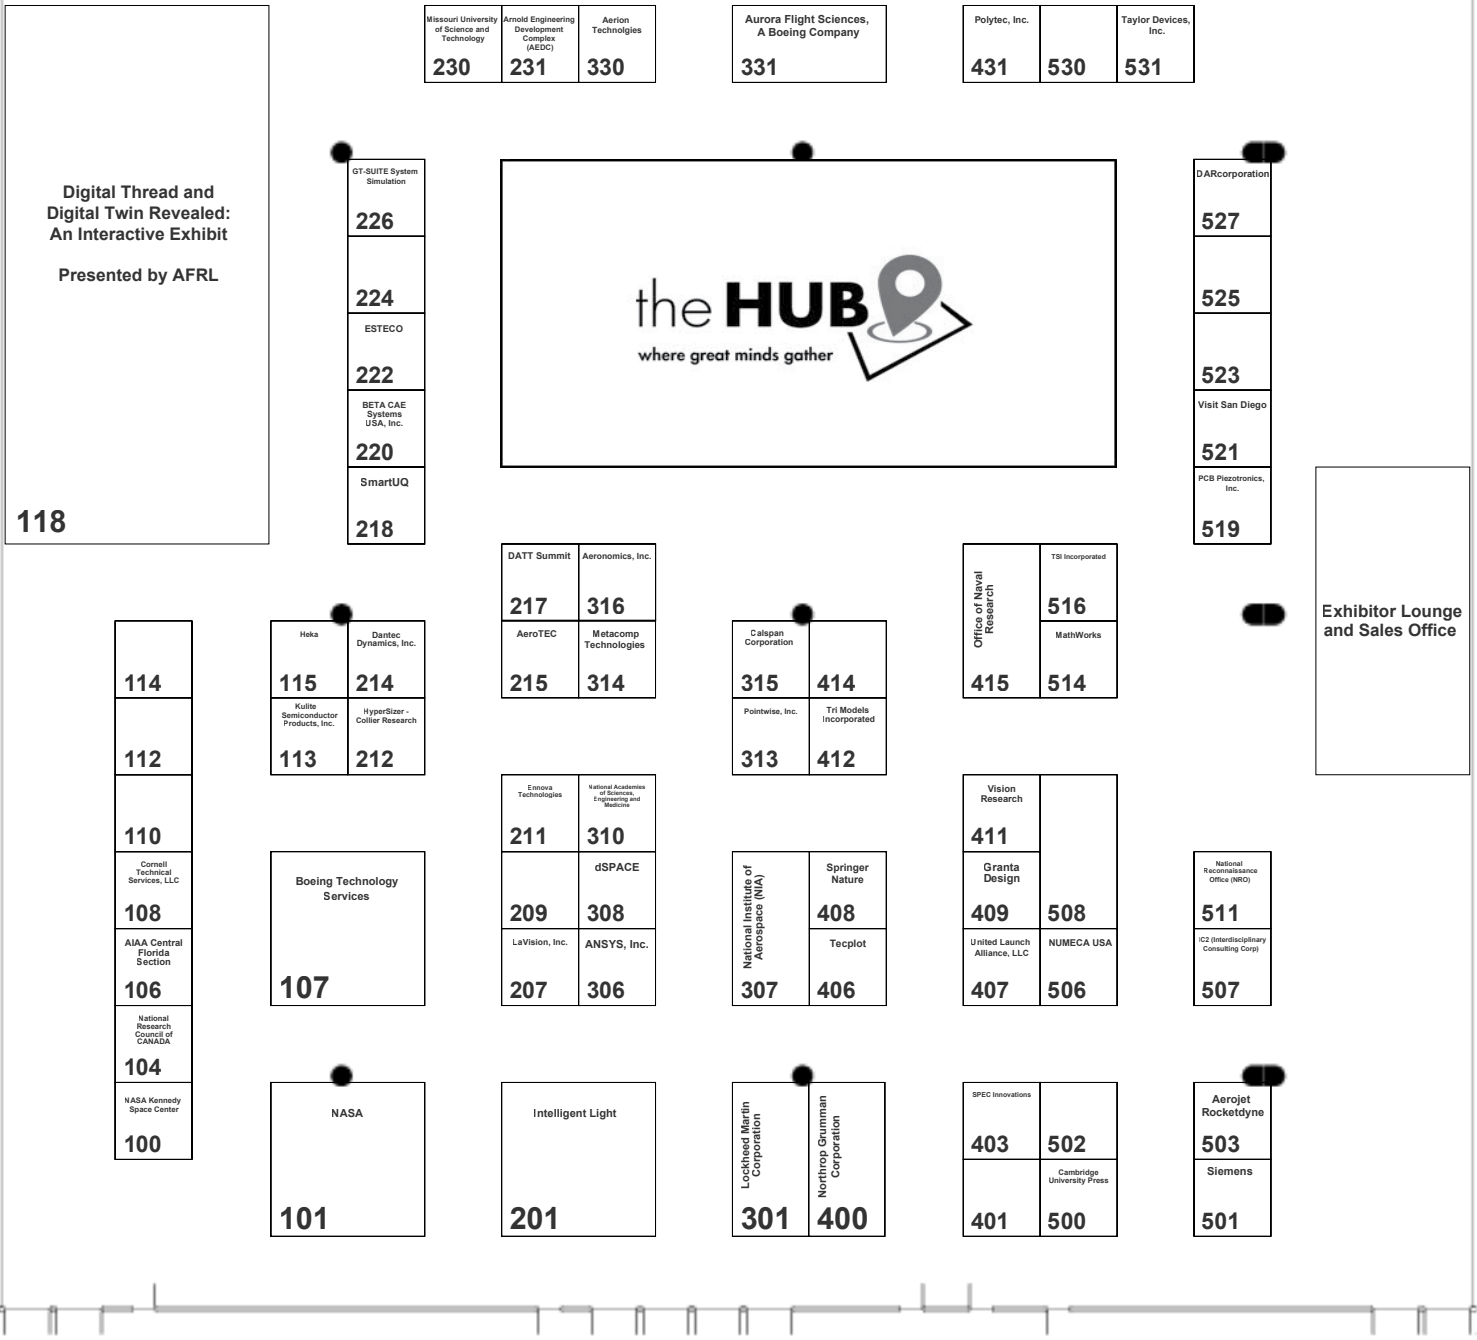 Missouri University
of Science and
Technology
230
Arnold Engineering
Development
Complex
(AEDC)
231
Aerion
Technolgies
330
Aurora Flight Sciences,
A Boeing Company
331
Polytec, Inc.
431
530
Taylor Devices,
Inc.
531
Digital Thread and
Digital Twin Revealed:
An Interactive Exhibit
Presented by AFRL
118
GT-SUITE System
Simulation
226
224
ESTECO
222
BETA CAE
Systems
USA, Inc.
220
SmartUQ
218
the HUB
where great minds gather
DARcorporation
527
525
523
Visit San Diego
521
PCB Piezotronics,
Inc.
519
Exhibitor Lounge
and Sales Office
DATT Summit
217
Aeronomics, Inc.
316
AeroTEC
215
Metacomp
Technologies
314
Office of Naval
Research
415
TSI Incorporated
516
MathWorks
514
114
112
110
Cornell
Technical
Services, LLC
108
AIAA Central
Florida
Section
106
National
Research
Council of
CANADA
104
NASA Kennedy
Space Center
100
Heka
115
Dantec
Dynamics, Inc.
214
Kulite
Semiconductor
Products, Inc.
113
HyperSizer -
Collier Research
212
Calspan
Corporation
315
414
Pointwise, Inc.
313
Tri Models
Incorporated
412
Ennova
Technologies
211
National Academies
of Sciences,
Engineering and
Medicine
310
209
dSPACE
308
LaVision, Inc.
207
ANSYS, Inc.
306
Boeing Technology
Services
107
National Institute of
Aerospace (NIA)
307
Springer
Nature
408
Tecplot
406
Vision
Research
411
Granta
Design
409
508
United Launch
Alliance, LLC
407
NUMECA USA
506
National
Reconnaissance
Office (NRO)
511
IC2 (Interdisciplinary
Consulting Corp)
507
NASA
101
Intelligent Light
201
Lockheed Martin
Corporation
301
Northrop Grumman
Corporation
400
SPEC Innovations
403
502
401
Cambridge
University Press
500
Aerojet
Rocketdyne
503
Siemens
501